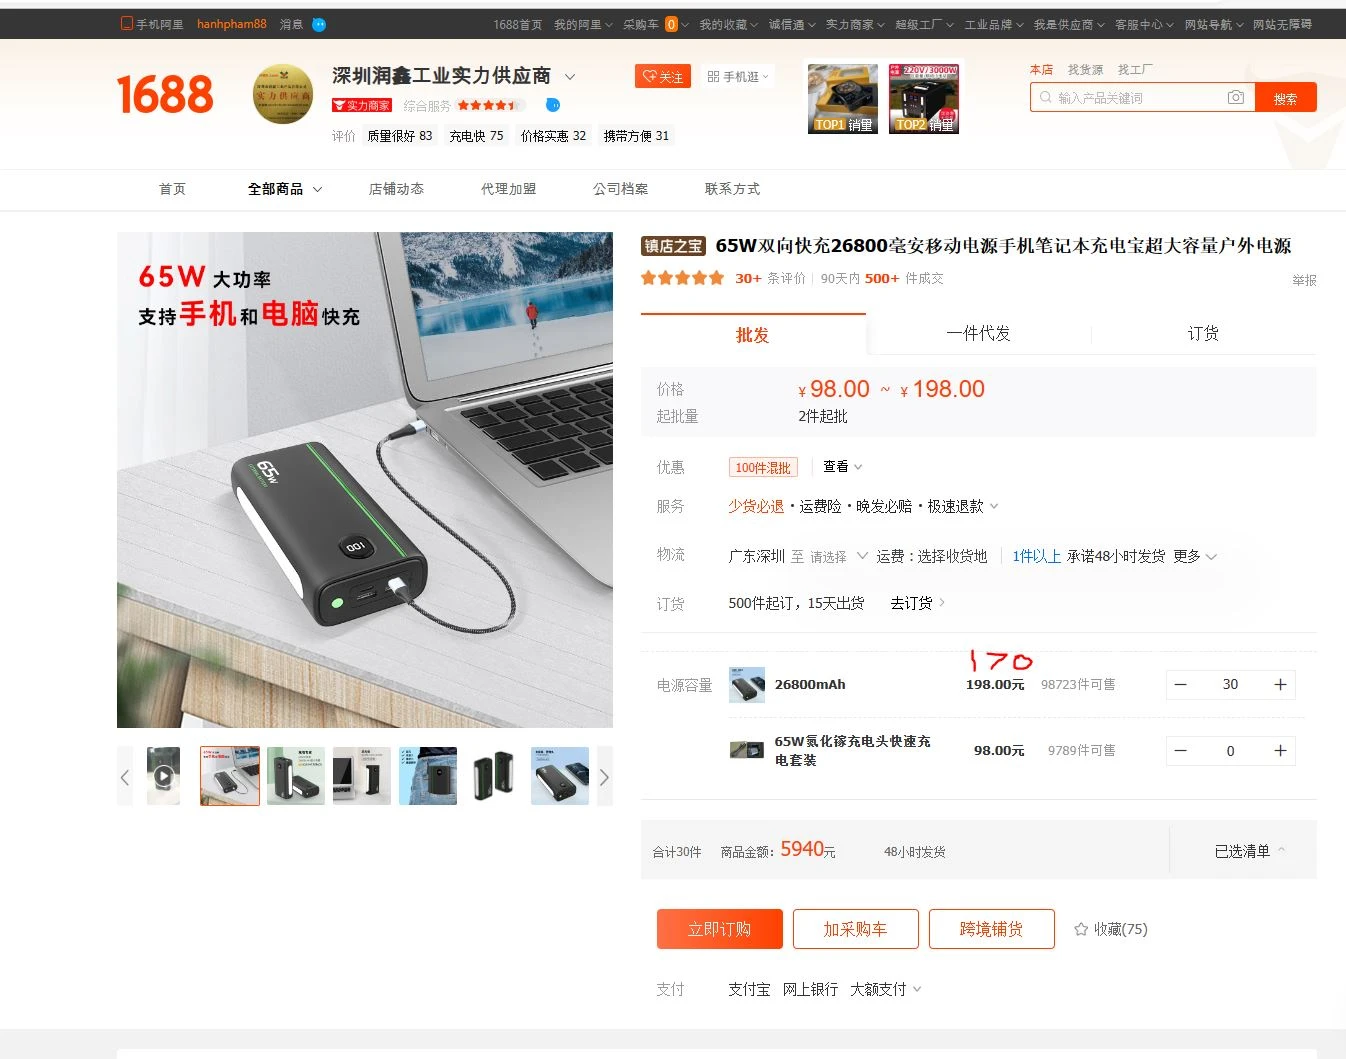 手机阿里 hanhpham88 消息 1688首页 我的阿里 采购车 0 我的收藏 诚信通 实力商家 超级工厂 工业品牌 我是供应商 客服中心 网站导航 网站无障碍
1688
实力供应商
深圳润鑫工业实力供应商
关注 手机逛
实力商家 综合服务
评价 质量很好 83 充电快 75 价格实惠 32 携带方便 31
TOP1 销量
220V/3000W
TOP2 销量
本店 找货源 找工厂
输入产品关键词 搜索
首页 全部商品 店铺动态 代理加盟 公司档案 联系方式
65W 大功率
支持手机和电脑快充
65W
100
镇店之宝 65W双向快充26800毫安移动电源手机笔记本充电宝超大容量户外电源
30+ 条评价 90天内 500+ 件成交
举报
批发 一件代发 订货
价格 ¥ 98.00 ~ ¥ 198.00
起批量 2件起批
优惠 100件混批 查看
服务 少货必退・运费险・晚发必赔・极速退款
物流 广东深圳 至 请选择 运费：选择收货地 1件以上 承诺48小时发货 更多
订货 500件起订，15天出货 去订货
170
电源容量 26800mAh 198.00元 98723件可售 − 30 +
65W氮化镓充电头快速充电套装 98.00元 9789件可售 − 0 +
合计30件 商品金额：5940元 48小时发货 已选清单
立即订购 加采购车 跨境铺货 收藏(75)
支付 支付宝 网上银行 大额支付